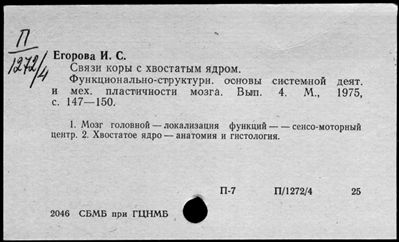 П
1272/4
Егорова И. С.
Связи коры с хвостатым ядром.
Функционально-структурн. основы системной деят.
и мех. пластичности мозга. Вып. 4. М., 1975,
с. 147—150.
1. Мозг головной — локализация функций — — сенсо-моторный
центр. 2. Хвостатое ядро — анатомия и гистология.
П-7 П/1272/4 25
2046 СБМБ при ГЦНМБ